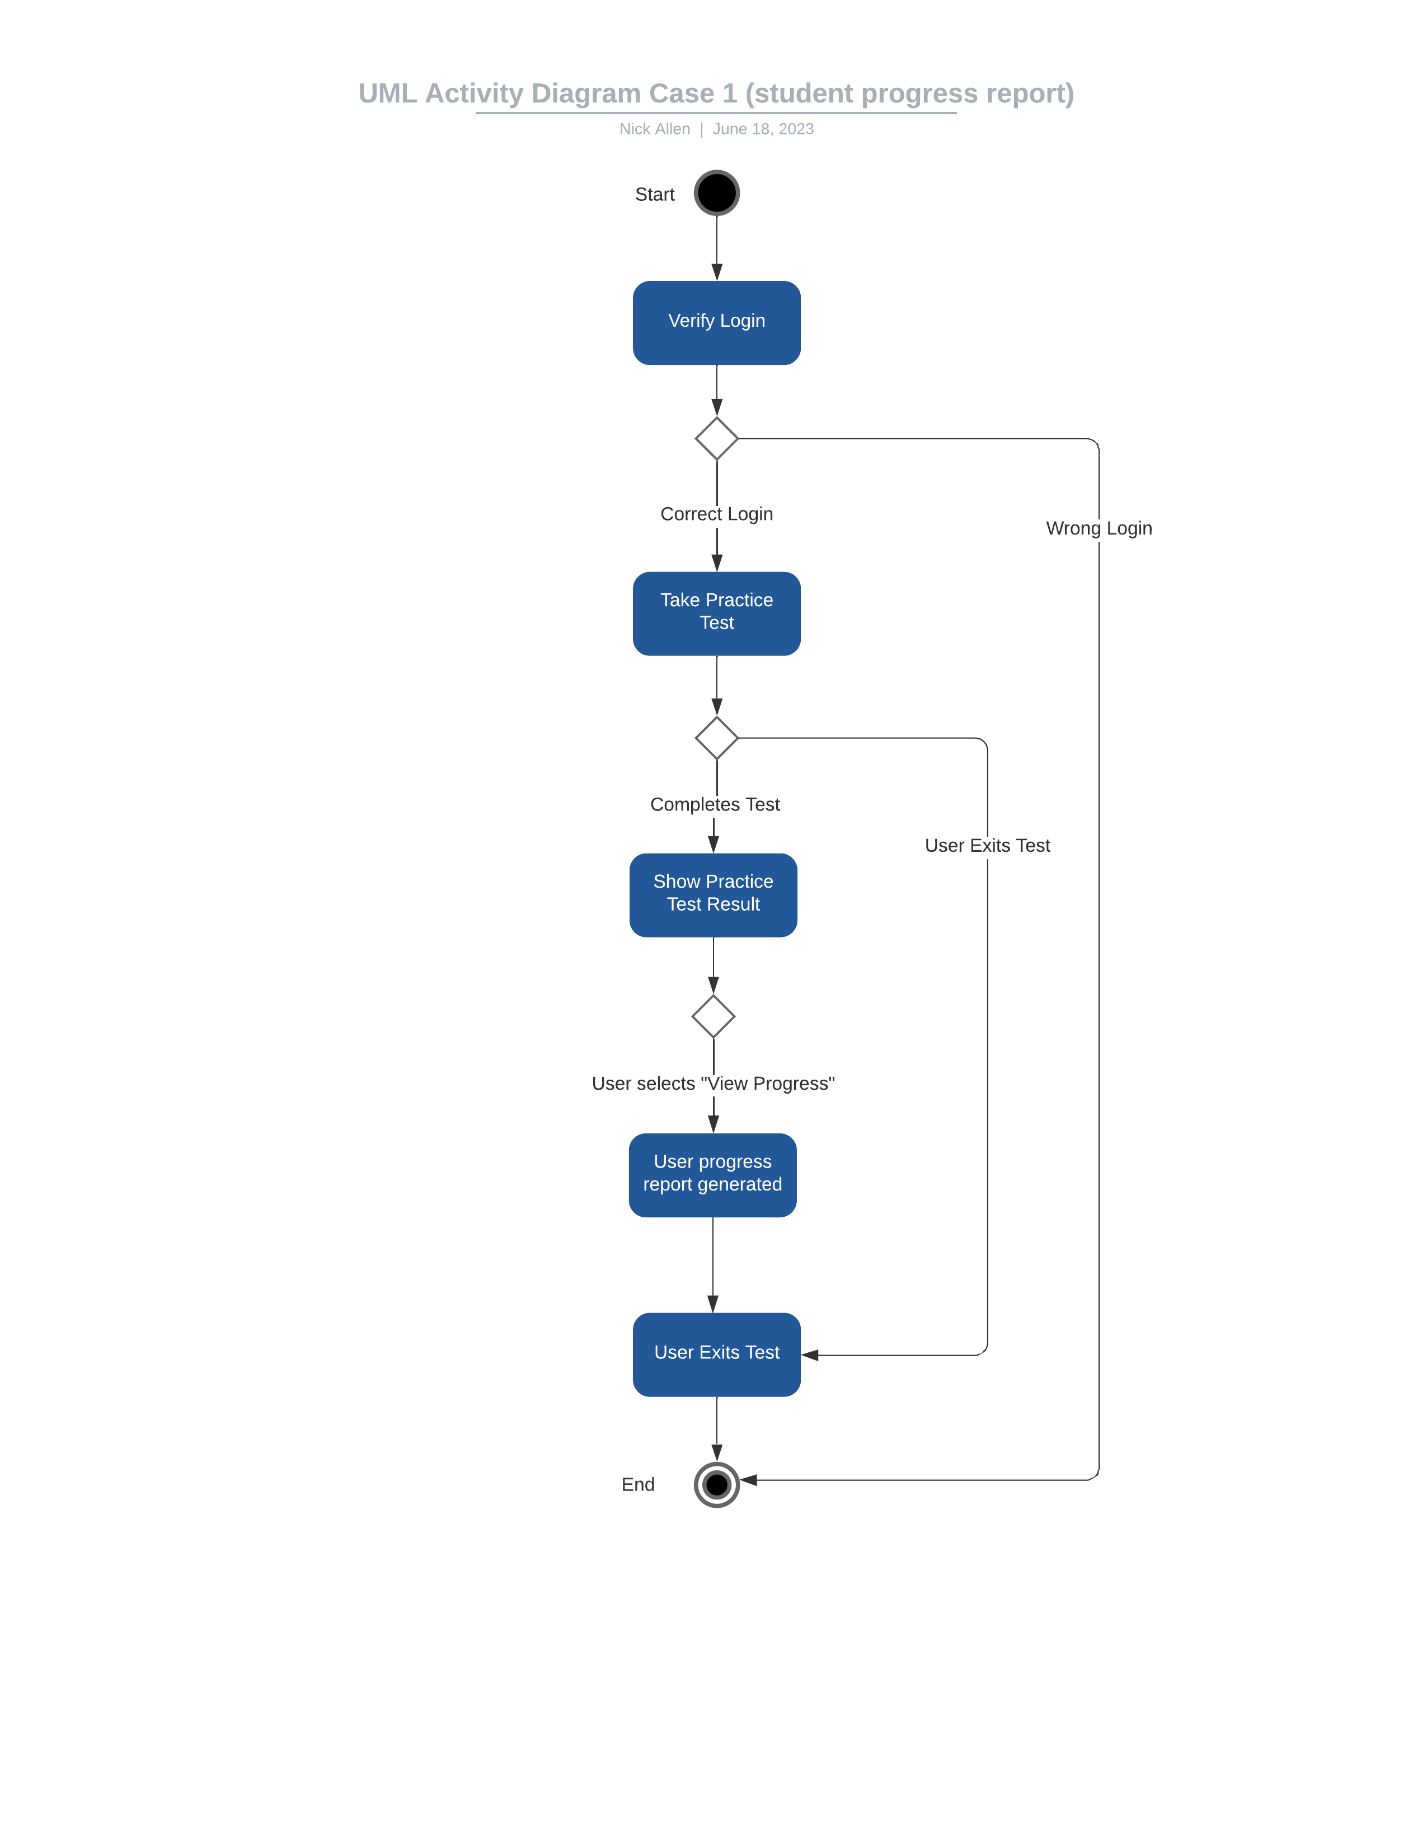 UML Activity Diagram Case 1 (student progress report)
Nick Allen | June 18, 2023
Start
Verify Login
Correct Login
Wrong Login
Take Practice
Test
Completes Test
User Exits Test
Show Practice
Test Result
User selects "View Progress"
User progress
report generated
User Exits Test
End